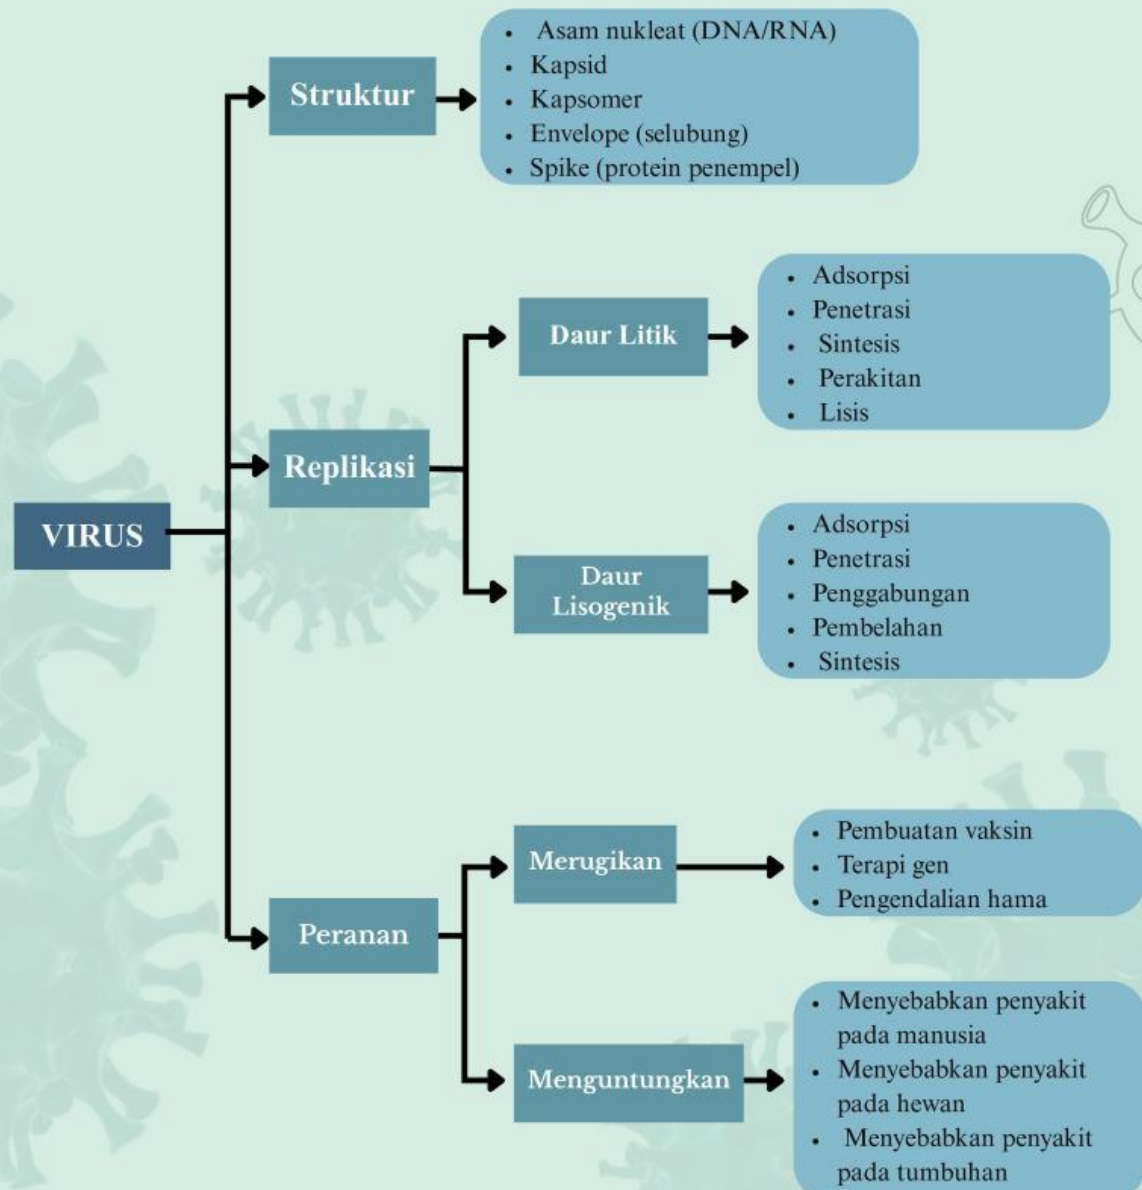 VIRUS
Struktur
• Asam nukleat (DNA/RNA)
• Kapsid
• Kapsomer
• Envelope (selubung)
• Spike (protein penempel)
Replikasi
Daur Litik
• Adsorpsi
• Penetrasi
• Sintesis
• Perakitan
• Lisis
Daur
Lisogenik
• Adsorpsi
• Penetrasi
• Penggabungan
• Pembelahan
• Sintesis
Peranan
Merugikan
• Pembuatan vaksin
• Terapi gen
• Pengendalian hama
Menguntungkan
• Menyebabkan penyakit
pada manusia
• Menyebabkan penyakit
pada hewan
• Menyebabkan penyakit
pada tumbuhan